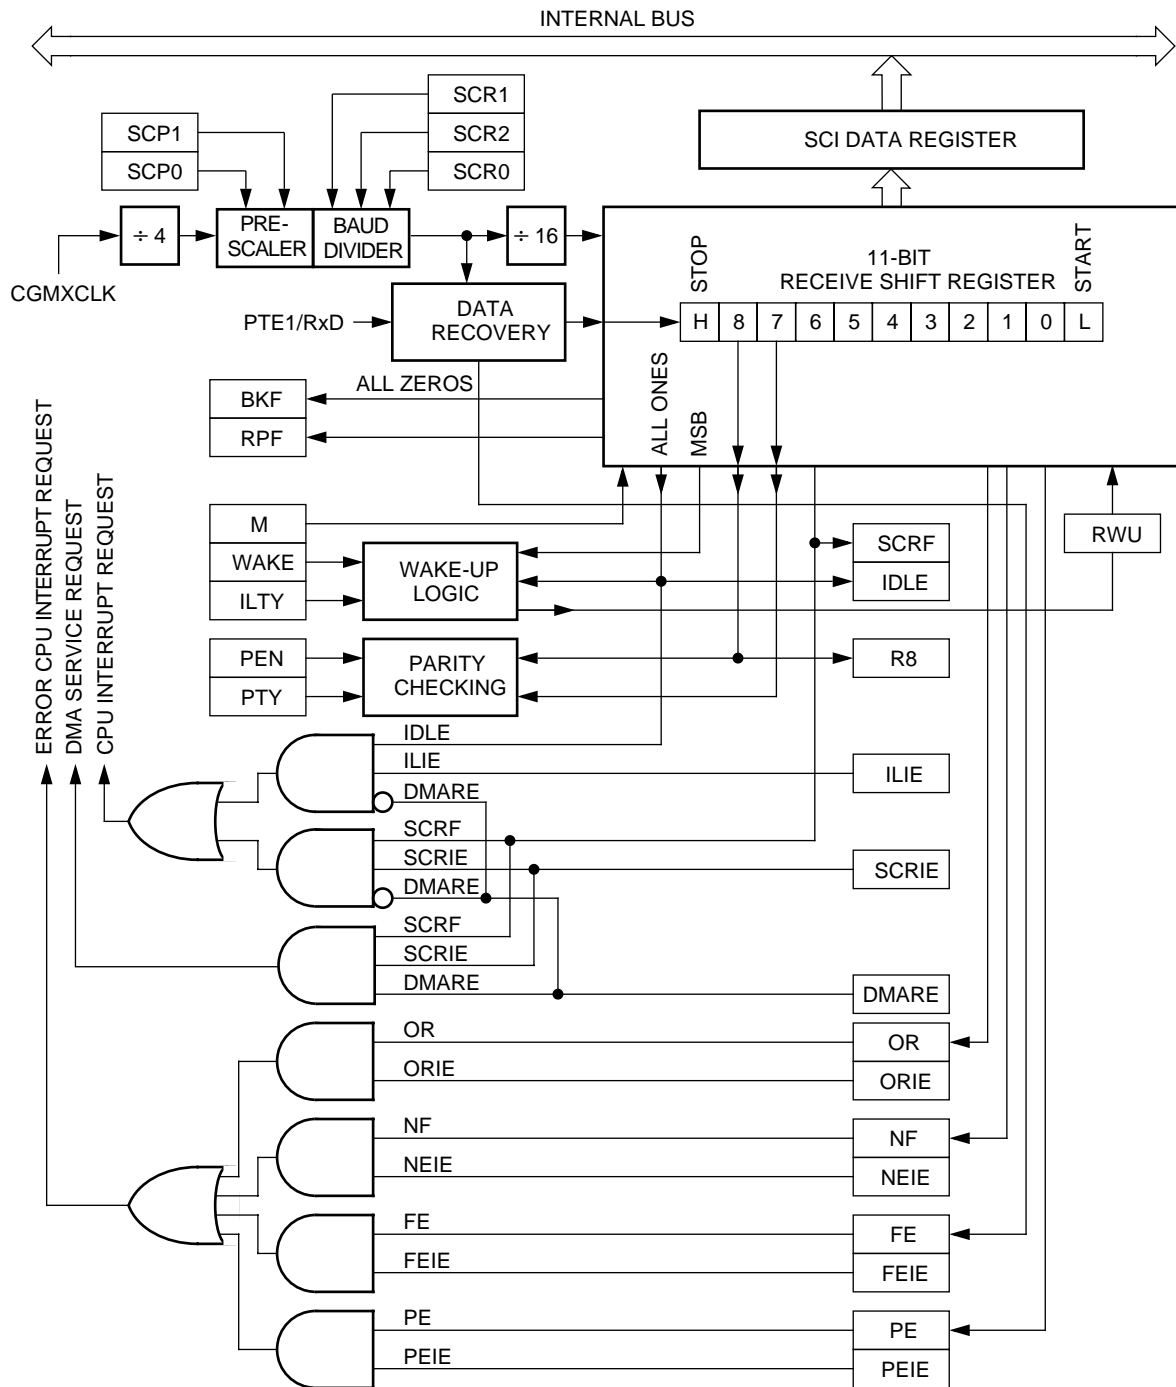 INTERNAL BUS
SCR1
SCP1
SCR2
SCI DATA REGISTER
SCP0
SCR0
÷ 4
PRE-
SCALER
BAUD
DIVIDER
÷ 16
CGMXCLK
STOP
11-BIT
RECEIVE SHIFT REGISTER
START
PTE1/RxD
DATA
RECOVERY
H 8 7 6 5 4 3 2 1 0 L
ALL ZEROS
BKF
RPF
ALL ONES
MSB
ERROR CPU INTERRUPT REQUEST
DMA SERVICE REQUEST
CPU INTERRUPT REQUEST
M
WAKE
ILTY
WAKE-UP
LOGIC
SCRF
IDLE
RWU
PEN
PTY
PARITY
CHECKING
R8
IDLE
ILIE
ILIE
DMARE
SCRF
SCRIE
SCRIE
DMARE
SCRF
SCRIE
DMARE
DMARE
OR
OR
ORIE
ORIE
NF
NF
NEIE
NEIE
FE
FE
FEIE
FEIE
PE
PE
PEIE
PEIE